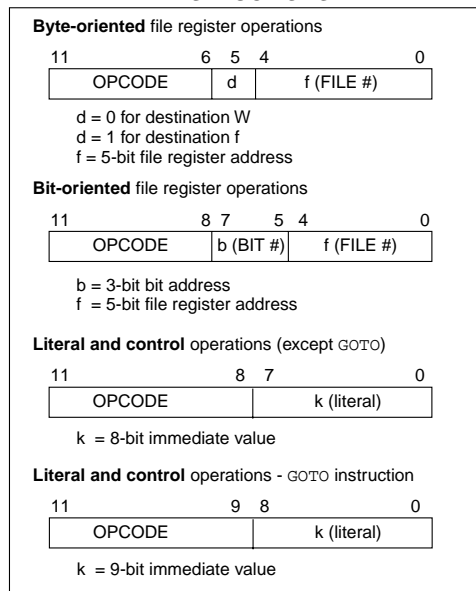 Byte-oriented file register operations
11 6 5 4 0
OPCODE d f (FILE #)
d = 0 for destination W
d = 1 for destination f
f = 5-bit file register address
Bit-oriented file register operations
11 8 7 5 4 0
OPCODE b (BIT #) f (FILE #)
b = 3-bit bit address
f = 5-bit file register address
Literal and control operations (except GOTO)
11 8 7 0
OPCODE k (literal)
k = 8-bit immediate value
Literal and control operations - GOTO instruction
11 9 8 0
OPCODE k (literal)
k = 9-bit immediate value